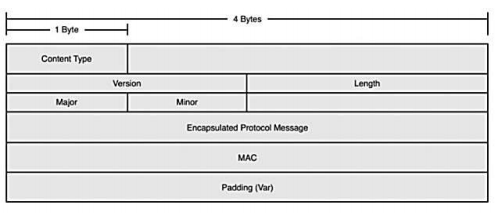 4 Bytes
1 Byte
Content Type
Version
Length
Major
Minor
Encapsulated Protocol Message
MAC
Padding (Var)